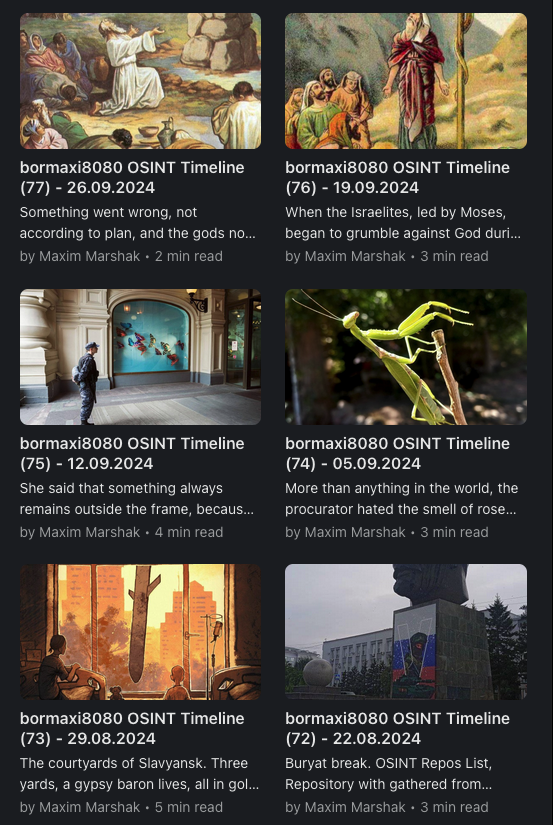 bormaxi8080 OSINT Timeline
(77) - 26.09.2024
Something went wrong, not
according to plan, and the gods no...
by Maxim Marshak • 2 min read
bormaxi8080 OSINT Timeline
(76) - 19.09.2024
When the Israelites, led by Moses,
began to grumble against God duri...
by Maxim Marshak • 3 min read
bormaxi8080 OSINT Timeline
(75) - 12.09.2024
She said that something always
remains outside the frame, becaus...
by Maxim Marshak • 4 min read
bormaxi8080 OSINT Timeline
(74) - 05.09.2024
More than anything in the world, the
procurator hated the smell of rose...
by Maxim Marshak • 3 min read
bormaxi8080 OSINT Timeline
(73) - 29.08.2024
The courtyards of Slavyansk. Three
yards, a gypsy baron lives, all in gol...
by Maxim Marshak • 5 min read
bormaxi8080 OSINT Timeline
(72) - 22.08.2024
Buryat break. OSINT Repos List,
Repository with gathered from...
by Maxim Marshak • 3 min read